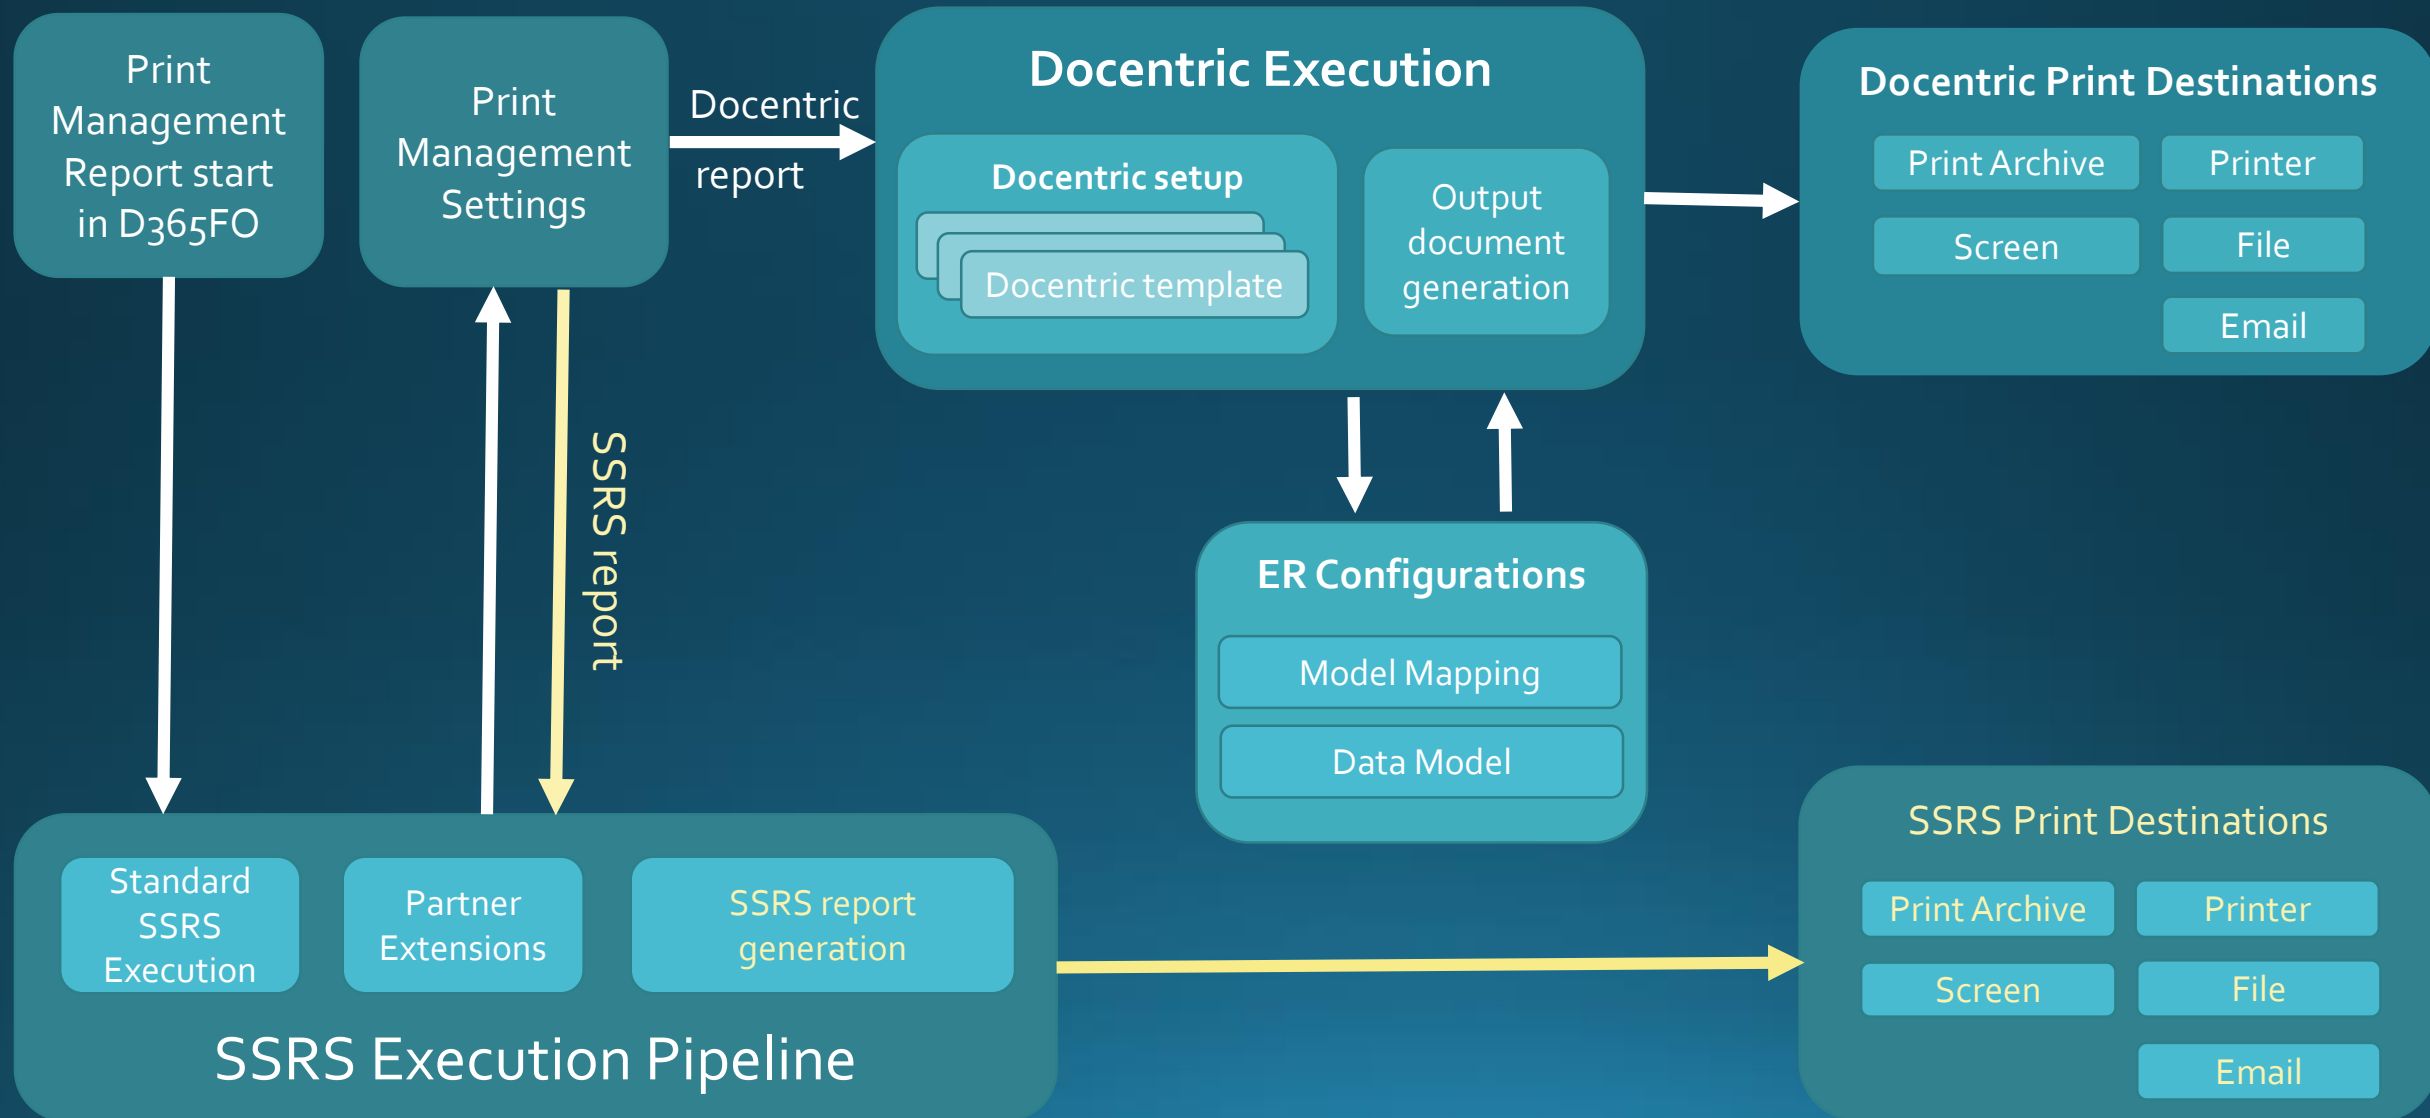 Print
Management
Report start
in D365FO
Print
Management
Settings
Docentric
report
Docentric Execution
Docentric setup
Docentric template
Output
document
generation
Docentric Print Destinations
Print Archive
Printer
Screen
File
Email
SSRS report
ER Configurations
Model Mapping
Data Model
Standard
SSRS
Execution
Partner
Extensions
SSRS report
generation
SSRS Execution Pipeline
SSRS Print Destinations
Print Archive
Printer
Screen
File
Email